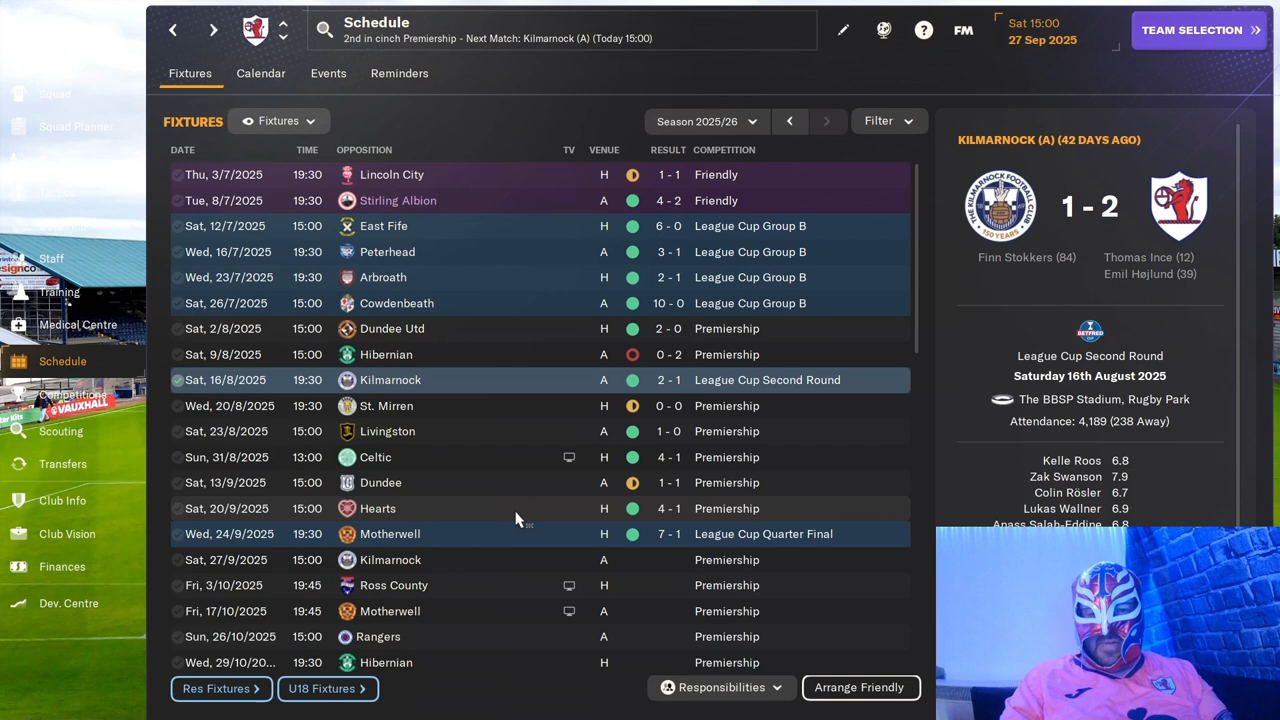 Schedule
2nd in cinch Premiership - Next Match: Kilmarnock (A) (Today 15:00)
FM
Sat 15:00
27 Sep 2025
TEAM SELECTION
Fixtures Calendar Events Reminders
Squad
Squad Planner
Staff
Training
Medical Centre
Schedule
Competitions
VAUXHALL
Scouting
Transfers
Club Info
Club Vision
Finances
Dev. Centre
FIXTURES Fixtures Season 2025/26 Filter
DATE TIME OPPOSITION TV VENUE RESULT COMPETITION
Thu, 3/7/2025 19:30 Lincoln City H 1 - 1 Friendly
Tue, 8/7/2025 19:30 Stirling Albion A 4 - 2 Friendly
Sat, 12/7/2025 15:00 East Fife H 6 - 0 League Cup Group B
Wed, 16/7/2025 19:30 Peterhead A 3 - 1 League Cup Group B
Wed, 23/7/2025 19:30 Arbroath H 2 - 1 League Cup Group B
Sat, 26/7/2025 15:00 Cowdenbeath A 10 - 0 League Cup Group B
Sat, 2/8/2025 15:00 Dundee Utd H 2 - 0 Premiership
Sat, 9/8/2025 15:00 Hibernian A 0 - 2 Premiership
Sat, 16/8/2025 19:30 Kilmarnock A 2 - 1 League Cup Second Round
Wed, 20/8/2025 19:30 St. Mirren H 0 - 0 Premiership
Sat, 23/8/2025 15:00 Livingston A 1 - 0 Premiership
Sun, 31/8/2025 13:00 Celtic H 4 - 1 Premiership
Sat, 13/9/2025 15:00 Dundee A 1 - 1 Premiership
Sat, 20/9/2025 15:00 Hearts H 4 - 1 Premiership
Wed, 24/9/2025 19:30 Motherwell H 7 - 1 League Cup Quarter Final
Sat, 27/9/2025 15:00 Kilmarnock A Premiership
Fri, 3/10/2025 19:45 Ross County H Premiership
Fri, 17/10/2025 19:45 Motherwell A Premiership
Sun, 26/10/2025 15:00 Rangers A Premiership
Wed, 29/10/20... 19:30 Hibernian H Premiership
Res Fixtures U18 Fixtures Responsibilities Arrange Friendly
KILMARNOCK (A) (42 DAYS AGO)
1 - 2
Finn Stokkers (84) Thomas Ince (12)
Emil Højlund (39)
League Cup Second Round
Saturday 16th August 2025
The BBSP Stadium, Rugby Park
Attendance: 4,189 (238 Away)
Kelle Roos 6.8
Zak Swanson 7.9
Colin Rösler 6.7
Lukas Wallner 6.9
Anass Salah-Eddine 6.8